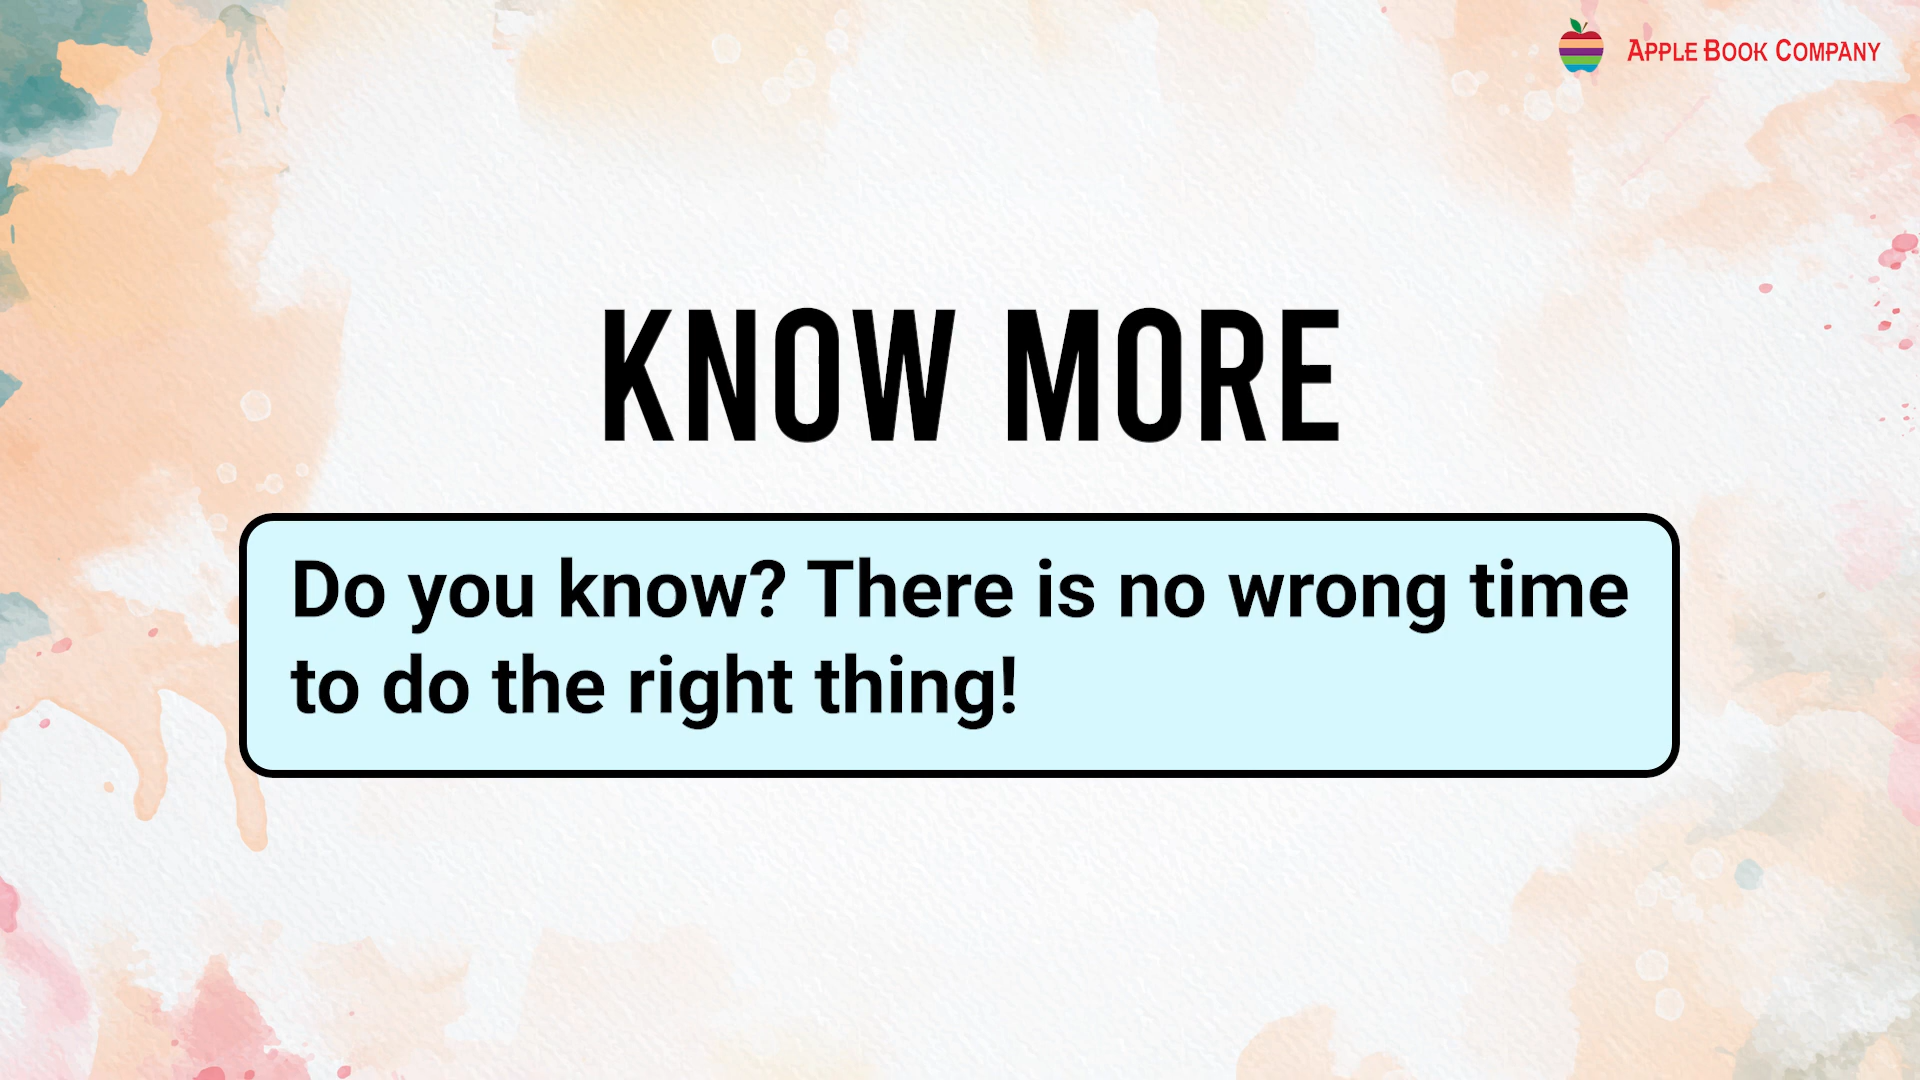 APPLE BOOK COMPANY
KNOW MORE
Do you know? There is no wrong time
to do the right thing!